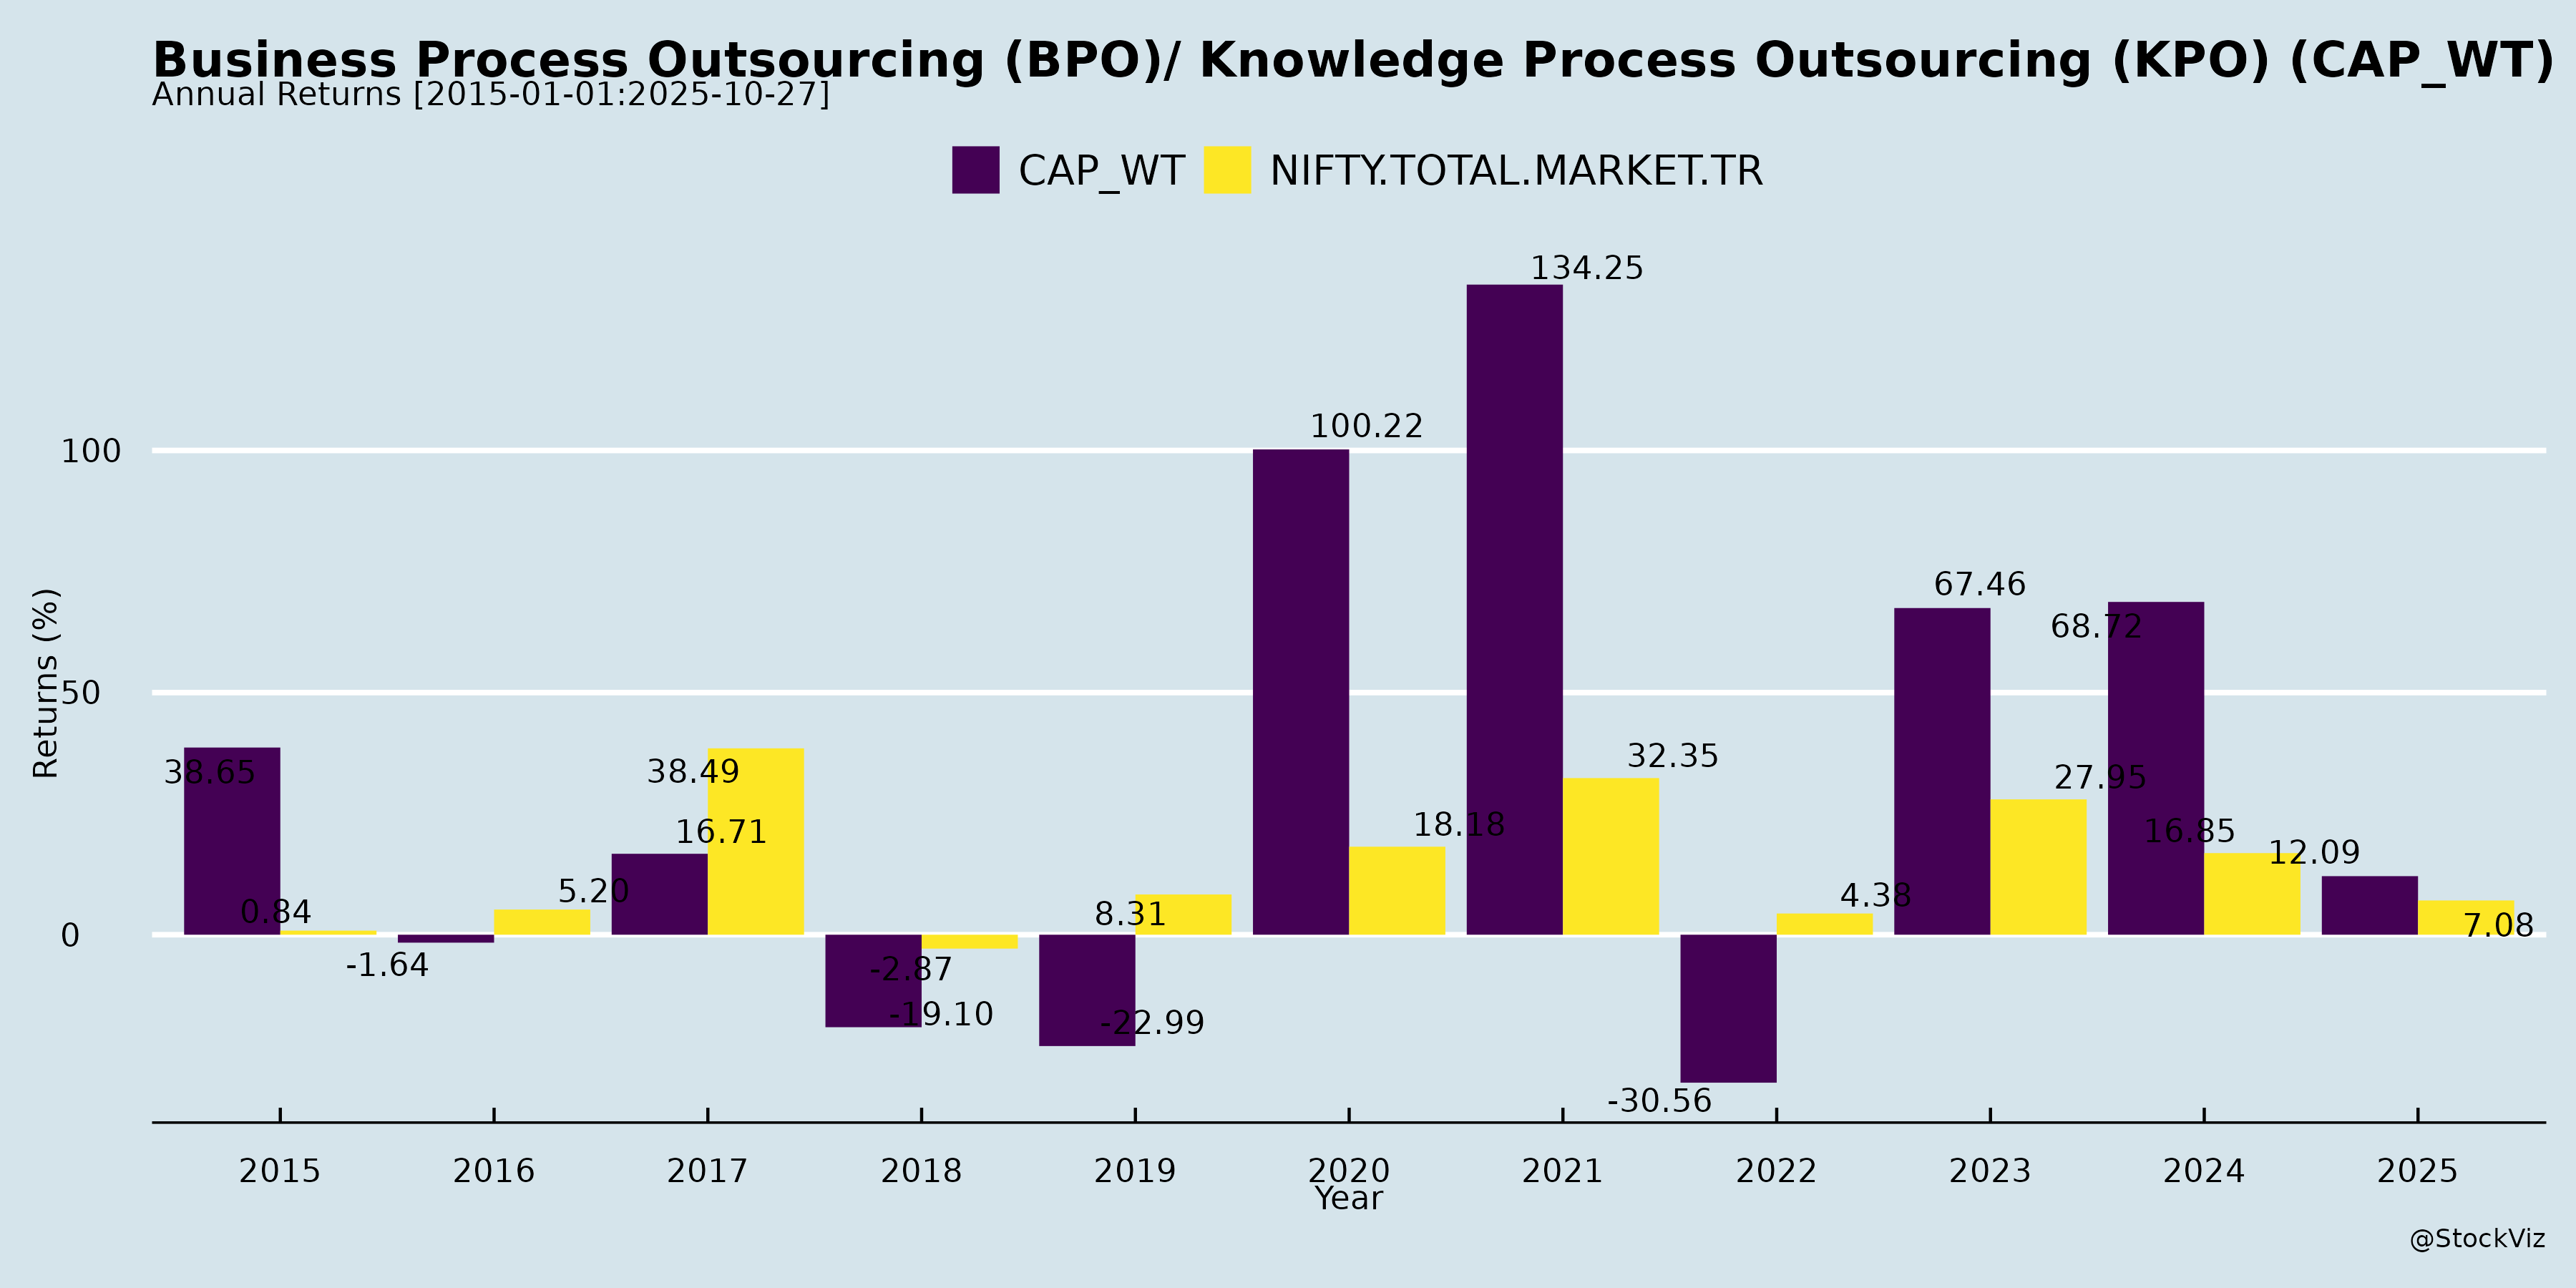 Business Process Outsourcing (BPO)/ Knowledge Process Outsourcing (KPO) (CAP_WT)
Annual Returns [2015-01-01:2025-10-27]
CAP_WT NIFTY.TOTAL.MARKET.TR
134.25
100.22
100
67.46
68.72
50
32.35
38.65 38.49 27.95
16.71 18.18 16.85 12.09
0.84 5.20 8.31 4.38 7.08
0
-1.64 -2.87
-19.10 -22.99
-30.56
Returns (%)
2015 2016 2017 2018 2019 2020 2021 2022 2023 2024 2025
Year
@StockViz